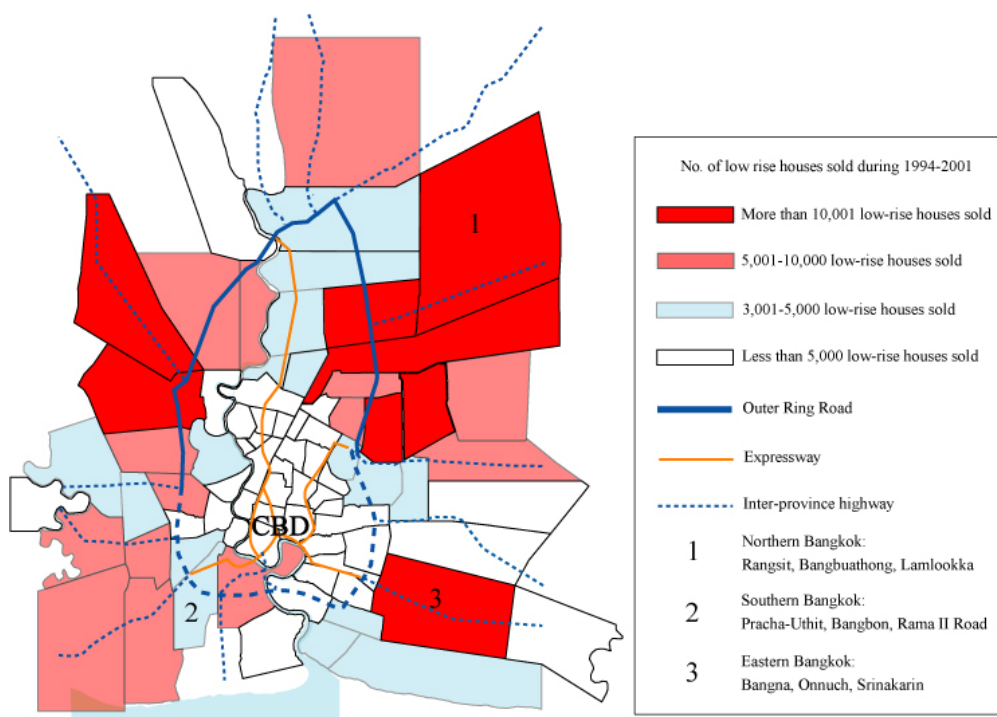 1
CBD
2
3
No. of low rise houses sold during 1994-2001
More than 10,001 low-rise houses sold
5,001-10,000 low-rise houses sold
3,001-5,000 low-rise houses sold
Less than 5,000 low-rise houses sold
Outer Ring Road
Expressway
Inter-province highway
1
Northern Bangkok:
Rangsit, Bangbuathong, Lamlookka
2
Southern Bangkok:
Pracha-Uthit, Bangbon, Rama II Road
3
Eastern Bangkok:
Bangna, Onnuch, Srinakarin